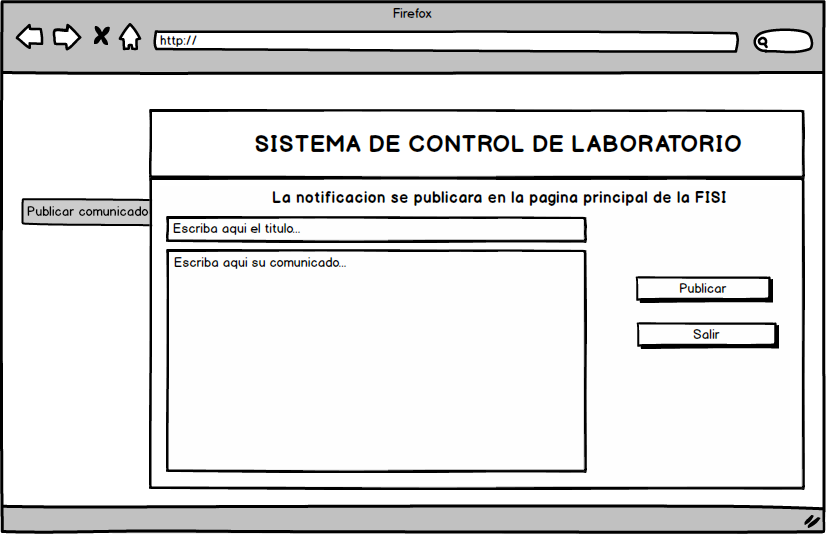 Firefox
http://
SISTEMA DE CONTROL DE LABORATORIO
La notificacion se publicara en la pagina principal de la FISI
Publicar comunicado
Escriba aqui el titulo...
Escriba aqui su comunicado...
Publicar
Salir